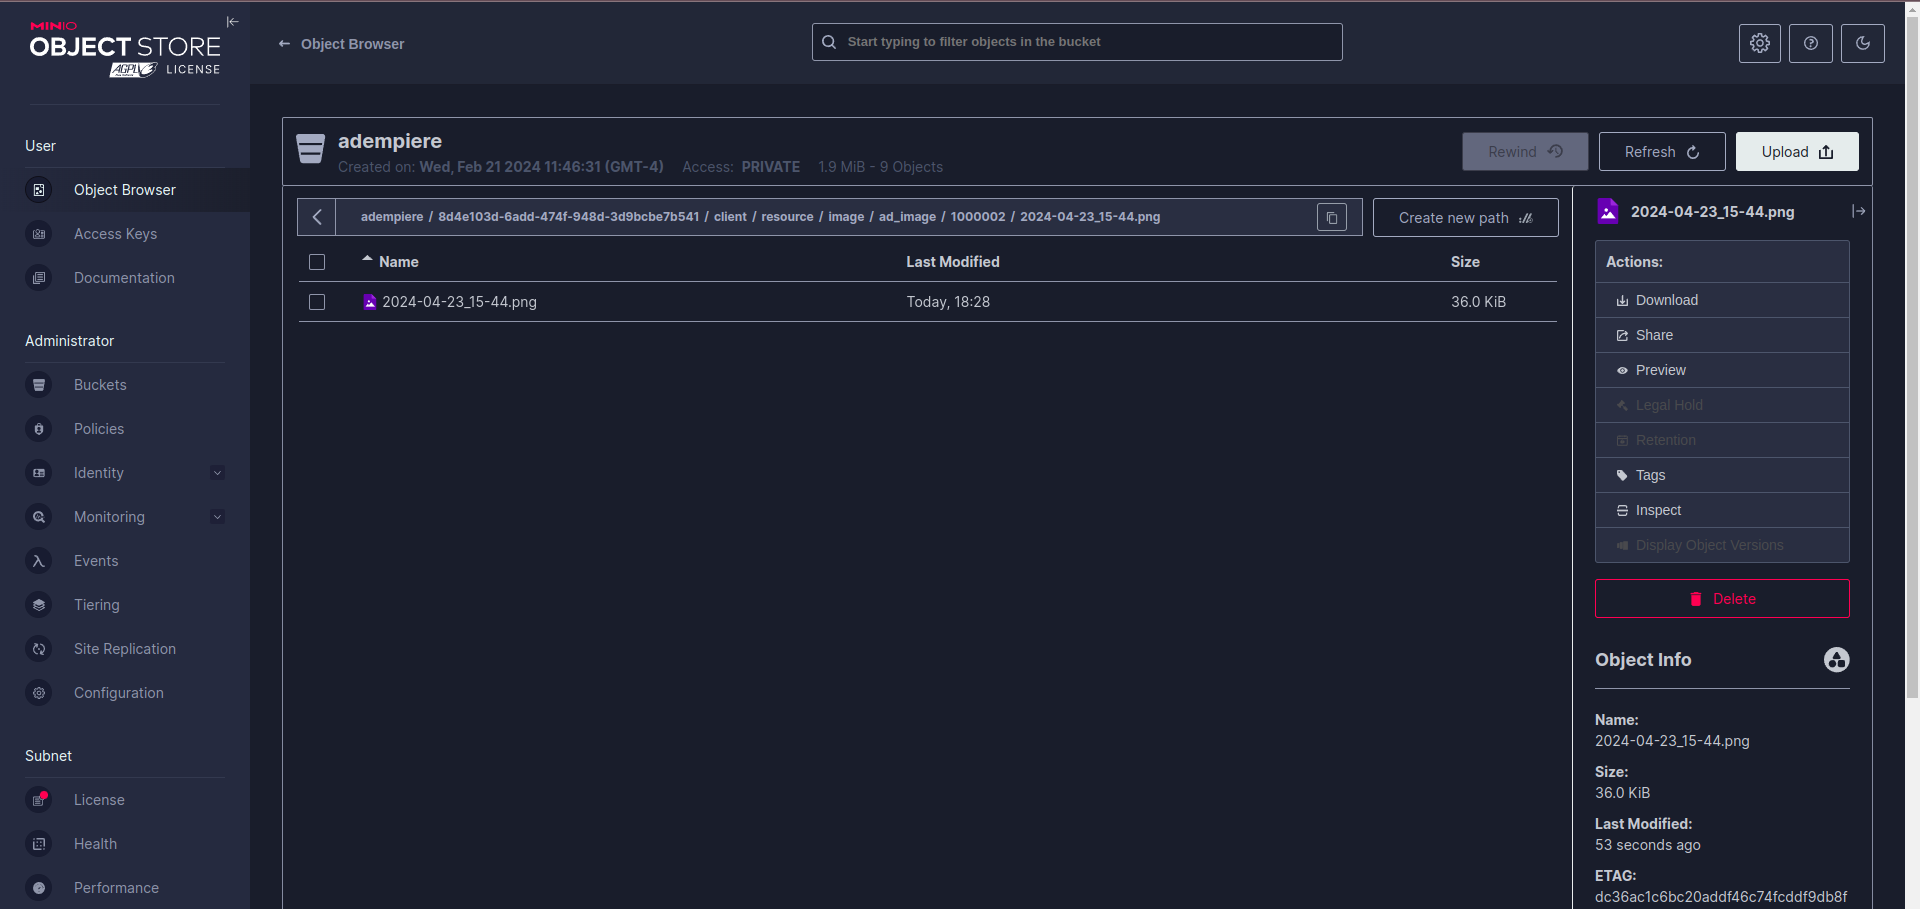 MINIO
OBJECT STORE
AGPLv3 LICENSE
User
Object Browser
Access Keys
Documentation
Administrator
Buckets
Policies
Identity
Monitoring
Events
Tiering
Site Replication
Configuration
Subnet
License
Health
Performance
Object Browser
Start typing to filter objects in the bucket
adempiere
Created on: Wed, Feb 21 2024 11:46:31 (GMT-4) Access: PRIVATE 1.9 MiB - 9 Objects
Rewind
Refresh
Upload
adempiere / 8d4e103d-6add-474f-948d-3d9bcbe7b541 / client / resource / image / ad_image / 1000002 / 2024-04-23_15-44.png
Create new path
Name Last Modified Size
2024-04-23_15-44.png Today, 18:28 36.0 KiB
2024-04-23_15-44.png
Actions:
Download
Share
Preview
Legal Hold
Retention
Tags
Inspect
Display Object Versions
Delete
Object Info
Name:
2024-04-23_15-44.png
Size:
36.0 KiB
Last Modified:
53 seconds ago
ETAG:
dc36ac1c6bc20addf46c74fcddf9db8f